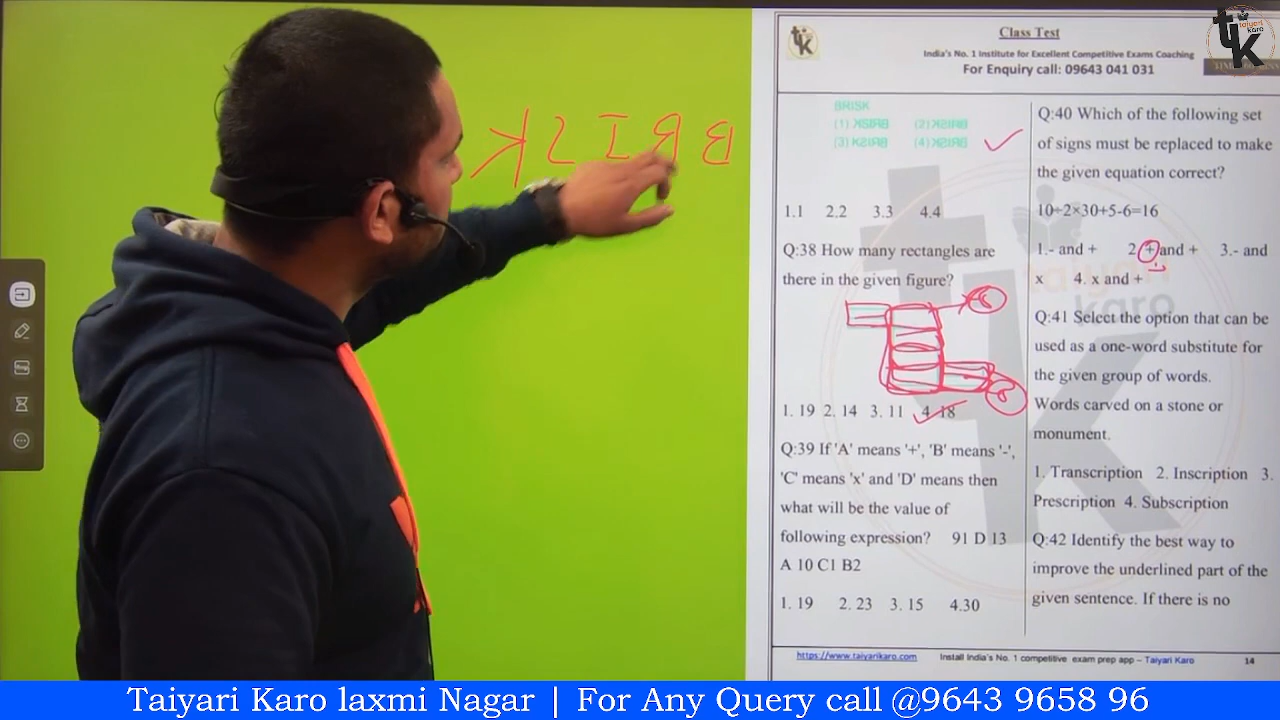 B R I S K
Class Test
India's No. 1 Institute for Excellent Competitive Exams Coaching
For Enquiry call: 09643 041 031
BRISK
(1) (2)
(3) (4)
1.1 2.2 3.3 4.4
Q:38 How many rectangles are
there in the given figure?
1. 19 2. 14 3. 11 4. 18
Q:39 If 'A' means '+', 'B' means '-',
'C' means 'x' and 'D' means then
what will be the value of
following expression? 91 D 13
A 10 C1 B2
1. 19 2. 23 3. 15 4.30
Q:40 Which of the following set
of signs must be replaced to make
the given equation correct?
10÷2×30+5-6=16
1.- and + 2 ÷ and + 3.- and
x 4. x and +
Q:41 Select the option that can be
used as a one-word substitute for
the given group of words.
Words carved on a stone or
monument.
1. Transcription 2. Inscription 3.
Prescription 4. Subscription
Q:42 Identify the best way to
improve the underlined part of the
given sentence. If there is no
https://www.taiyarikaro.com Install India's No. 1 competitive exam prep app – Taiyari Karo 14
taiyari
karo
Taiyari Karo laxmi Nagar | For Any Query call @9643 9658 96